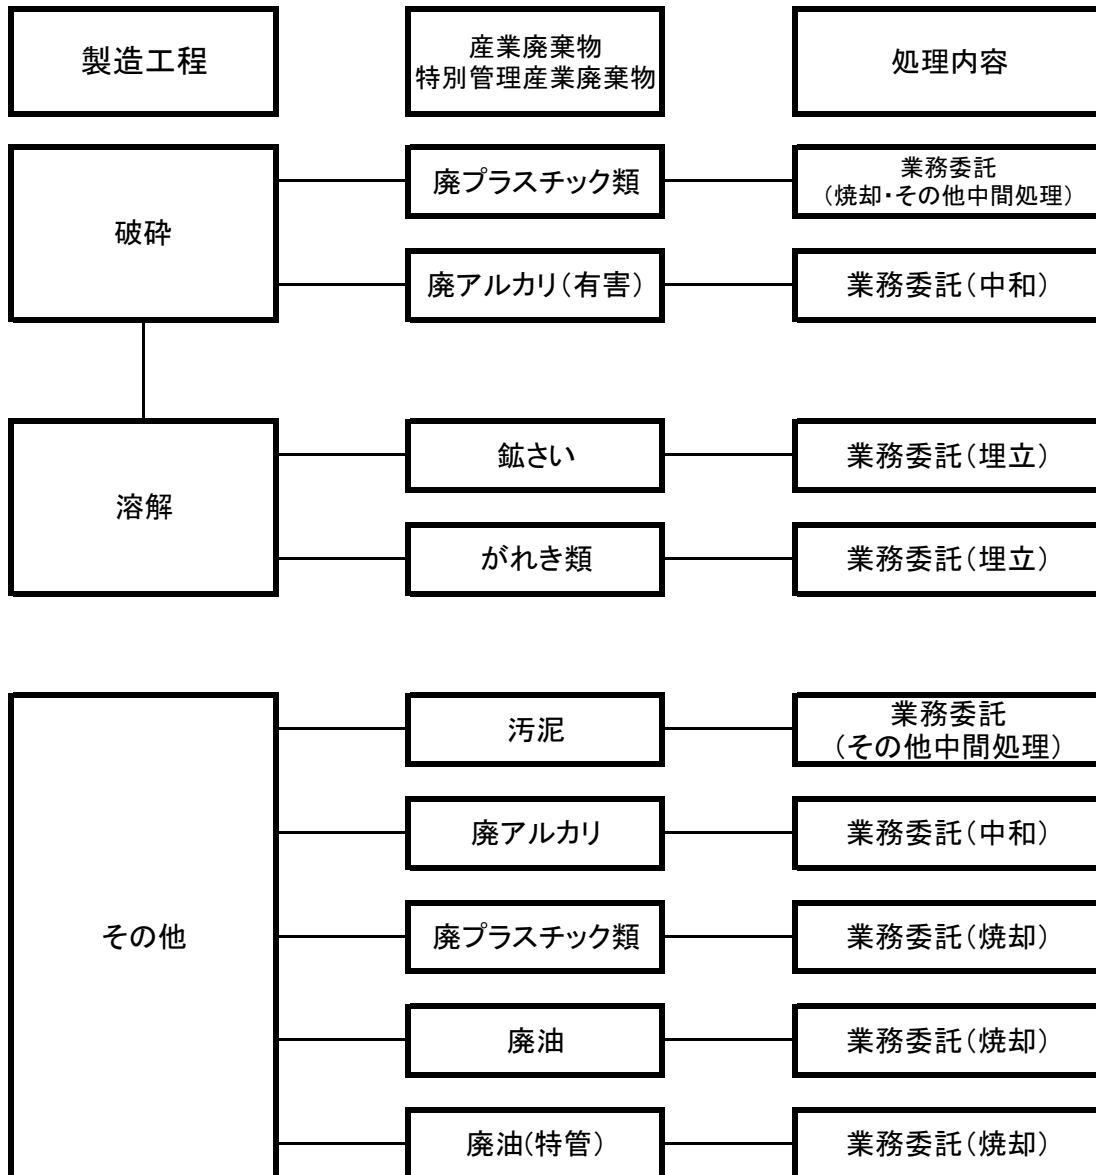 製造工程
産業廃棄物
特別管理産業廃棄物
処理内容
破砕
廃プラスチック類
業務委託
（焼却・その他中間処理）
廃アルカリ（有害）
業務委託（中和）
溶解
鉱さい
業務委託（埋立）
がれき類
業務委託（埋立）
その他
汚泥
業務委託
（その他中間処理）
廃アルカリ
業務委託（中和）
廃プラスチック類
業務委託（焼却）
廃油
業務委託（焼却）
廃油(特管）
業務委託（焼却）